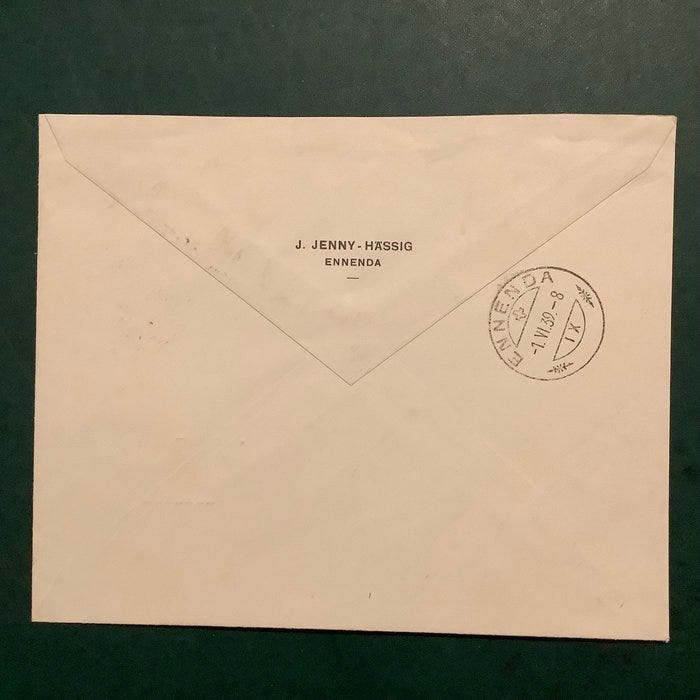 J. JENNY - HÄSSIG
ENNENDA
ENNENDA
-1.VI.39.-8
IX